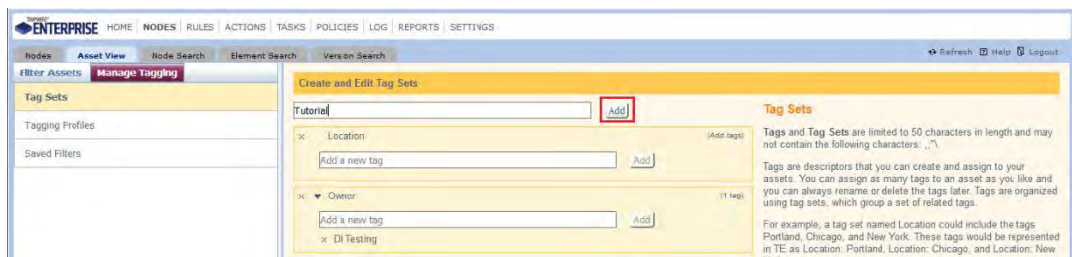 TRIPWIRE
ENTERPRISE HOME NODES RULES ACTIONS TASKS POLICIES LOG REPORTS SETTINGS
Nodes Asset View Node Search Element Search Version Search Refresh Help Logout
Filter Assets Manage Tagging
Tag Sets
Tagging Profiles
Saved Filters
Create and Edit Tag Sets
Tutorial Add
× Location (Add tags)
Add a new tag Add
× Owner (1 tag)
Add a new tag Add
× DI Testing
Tag Sets
Tags and Tag Sets are limited to 50 characters in length and may
not contain the following characters: .:"\
Tags are descriptors that you can create and assign to your
assets. You can assign as many tags to an asset as you like and
you can always rename or delete the tags later. Tags are organized
using tag sets, which group a set of related tags.
For example, a tag set named Location could include the tags
Portland, Chicago, and New York. These tags would be represented
in TE as Location: Portland, Location: Chicago, and Location: New